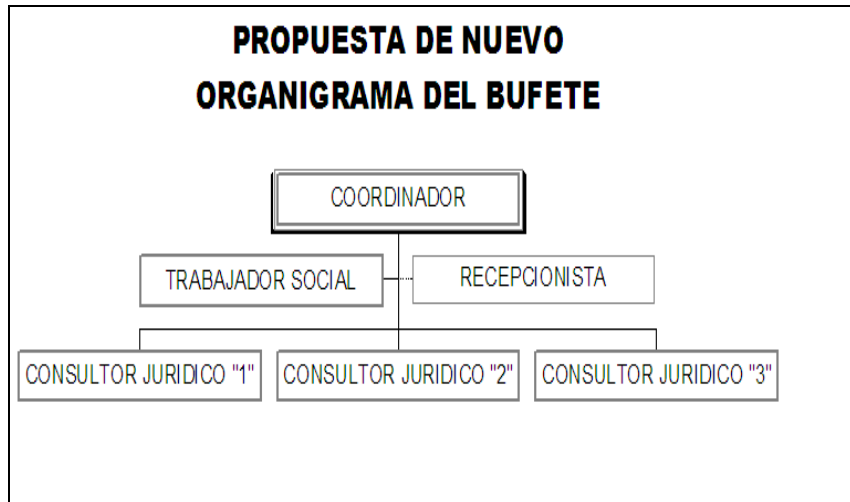 PROPUESTA DE NUEVO
ORGANIGRAMA DEL BUFETE
COORDINADOR
TRABAJADOR SOCIAL
RECEPCIONISTA
CONSULTOR JURIDICO "1"
CONSULTOR JURIDICO "2"
CONSULTOR JURIDICO "3"